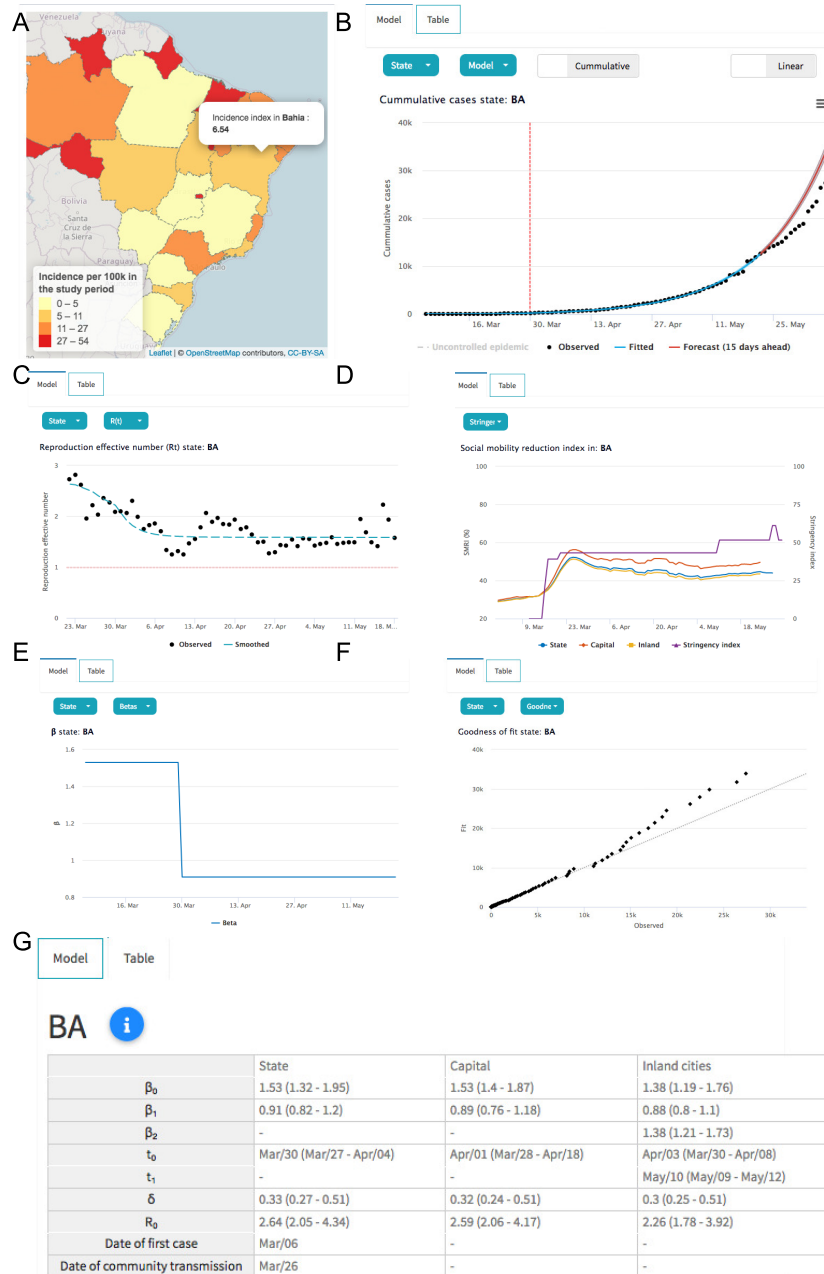 A
Venezuela
Guyana
Incidence index in Bahia :
6.54
Bolivia
Santa
Cruz de
la Sierra
Paraguay
Paulo
Incidence per 100k in
the study period
0 – 5
5 – 11
11 – 27
27 – 54
Leaflet | © OpenStreetMap contributors, CC-BY-SA
B
Model
Table
State
Model
Cummulative
Linear
Cummulative cases state: BA
Cummulative cases
40k
30k
20k
10k
0
16. Mar
30. Mar
13. Apr
27. Apr
11. May
25. May
Uncontrolled epidemic
Observed
Fitted
Forecast (15 days ahead)
C
Model
Table
State
R(t)
Reproduction effective number (Rt) state: BA
Reproduction effective number
3
2
1
0
23. Mar
30. Mar
6. Apr
13. Apr
20. Apr
27. Apr
4. May
11. May
18. M...
Observed
Smoothed
D
Model
Table
Stringer
Social mobility reduction index in: BA
SMRI (%)
100
80
60
40
20
100
75
50
25
0
Stringency index
9. Mar
23. Mar
6. Apr
20. Apr
4. May
18. May
State
Capital
Inland
Stringency index
E
Model
Table
State
Betas
β state: BA
β
1.6
1.4
1.2
1
0.8
16. Mar
30. Mar
13. Apr
27. Apr
11. May
Beta
F
Model
Table
State
Goodne
Goodness of fit state: BA
Fit
40k
30k
20k
10k
0
0
5k
10k
15k
20k
25k
30k
Observed
G
Model
Table
BA
i
State Capital Inland cities
β₀ 1.53 (1.32 - 1.95) 1.53 (1.4 - 1.87) 1.38 (1.19 - 1.76)
β₁ 0.91 (0.82 - 1.2) 0.89 (0.76 - 1.18) 0.88 (0.8 - 1.1)
β₂ - - 1.38 (1.21 - 1.73)
t₀ Mar/30 (Mar/27 - Apr/04) Apr/01 (Mar/28 - Apr/18) Apr/03 (Mar/30 - Apr/08)
t₁ - - May/10 (May/09 - May/12)
δ 0.33 (0.27 - 0.51) 0.32 (0.24 - 0.51) 0.3 (0.25 - 0.51)
R₀ 2.64 (2.05 - 4.34) 2.59 (2.06 - 4.17) 2.26 (1.78 - 3.92)
Date of first case Mar/06 - -
Date of community transmission Mar/26 - -